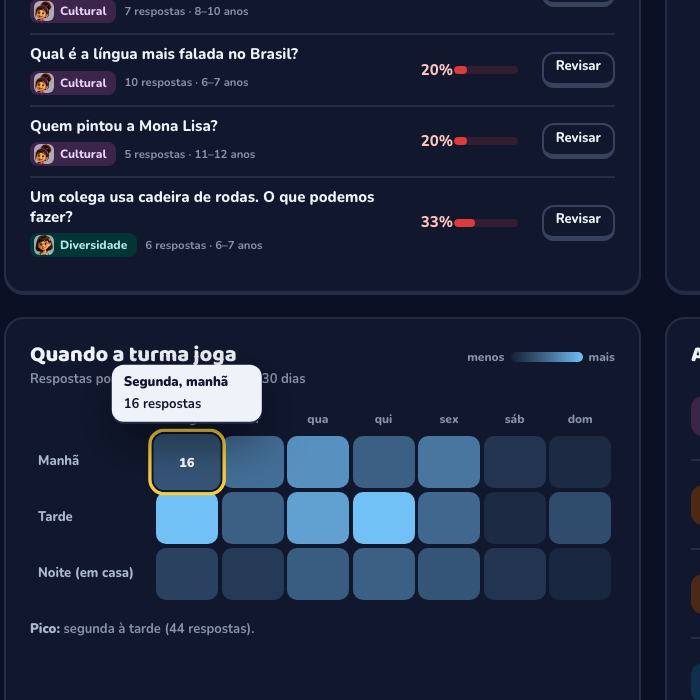 Cultural 7 respostas · 8–10 anos
Qual é a língua mais falada no Brasil?
Cultural 10 respostas · 6–7 anos
20%
Revisar
Quem pintou a Mona Lisa?
Cultural 5 respostas · 11–12 anos
20%
Revisar
Um colega usa cadeira de rodas. O que podemos
fazer?
Diversidade 6 respostas · 6–7 anos
33%
Revisar
Quando a turma joga
menos mais
Respostas po 30 dias
Segunda, manhã
16 respostas
qua qui sex sáb dom
Manhã 16
Tarde
Noite (em casa)
Pico: segunda à tarde (44 respostas).